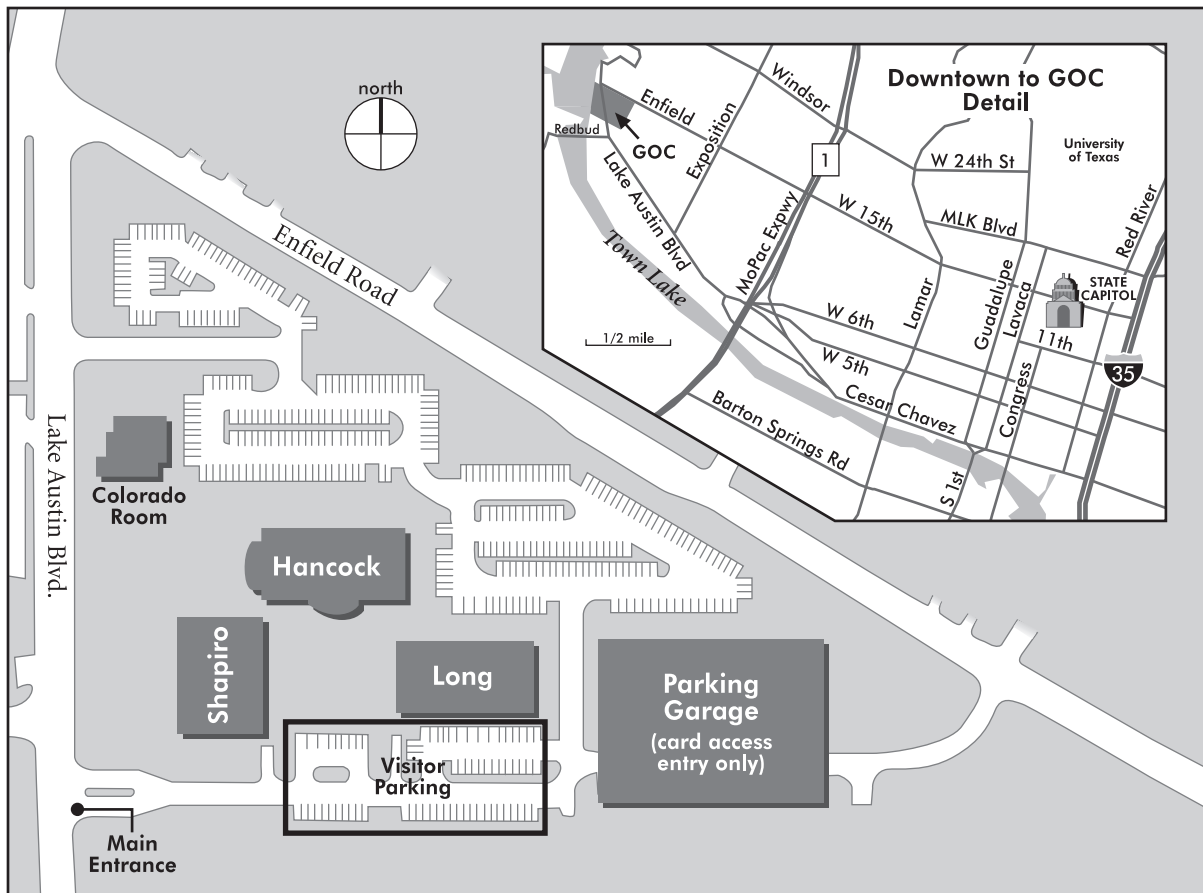 north
Enfield Road
Lake Austin Blvd.
Colorado
Room
Hancock
Shapiro
Long
Parking
Garage
(card access
entry only)
Visitor
Parking
Main
Entrance
Downtown to GOC
Detail
Windsor
Enfield
Exposition
Redbud
GOC
Lake Austin Blvd
1
W 24th St
University
of Texas
MoPac Expwy
W 15th
MLK Blvd
Red River
Town Lake
Lamar
Guadalupe
Lavaca
STATE
CAPITOL
1/2 mile
W 6th
11th
W 5th
35
Congress
Cesar Chavez
Barton Springs Rd
S 1st